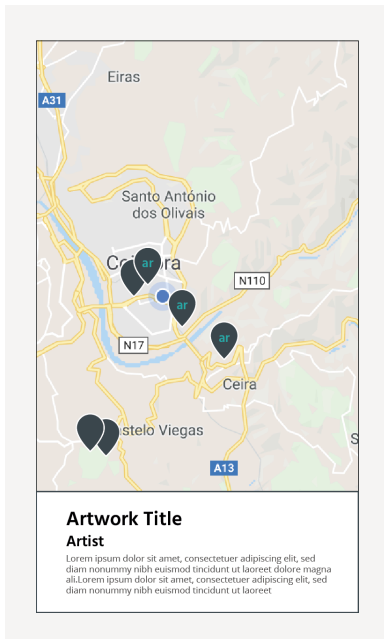 Eiras
A31
Santo António
dos Olivais
ar
N110
ar
ar
N17
Ceira
stelo Viegas
S
A13
Artwork Title
Artist
Lorem ipsum dolor sit amet, consectetuer adipiscing elit, sed
diam nonummy nibh euismod tincidunt ut laoreet dolore magna
ali.Lorem ipsum dolor sit amet, consectetuer adipiscing elit, sed
diam nonummy nibh euismod tincidunt ut laoreet